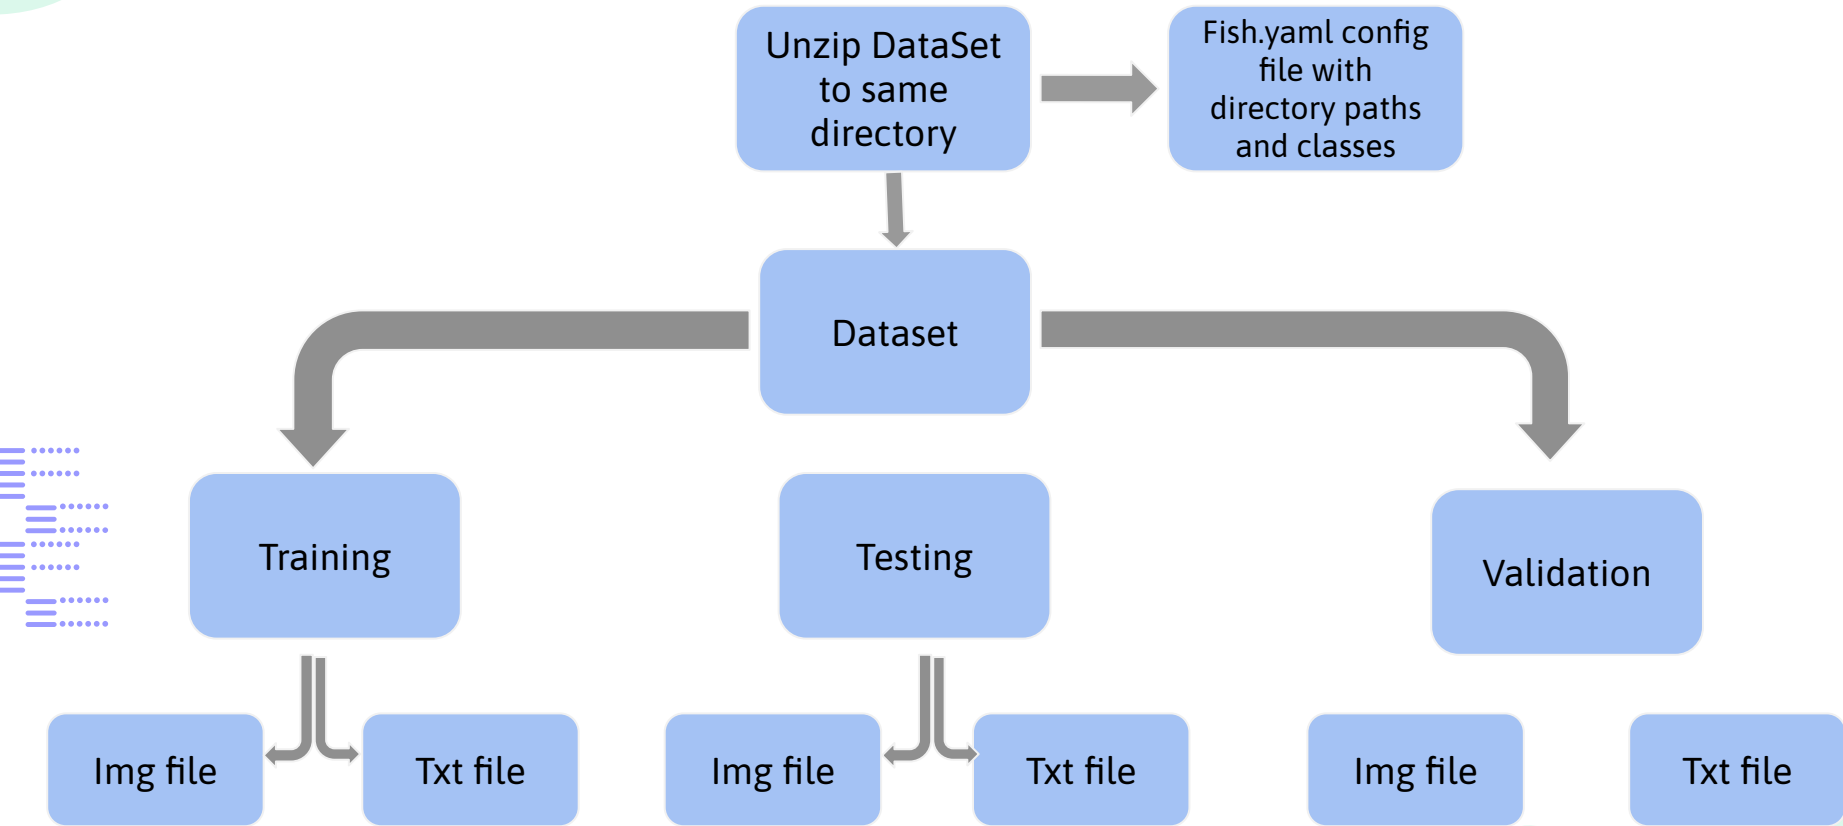 Unzip DataSet
to same
directory
Fish.yaml config
file with
directory paths
and classes
Dataset
Training
Testing
Validation
Img file
Txt file
Img file
Txt file
Img file
Txt file